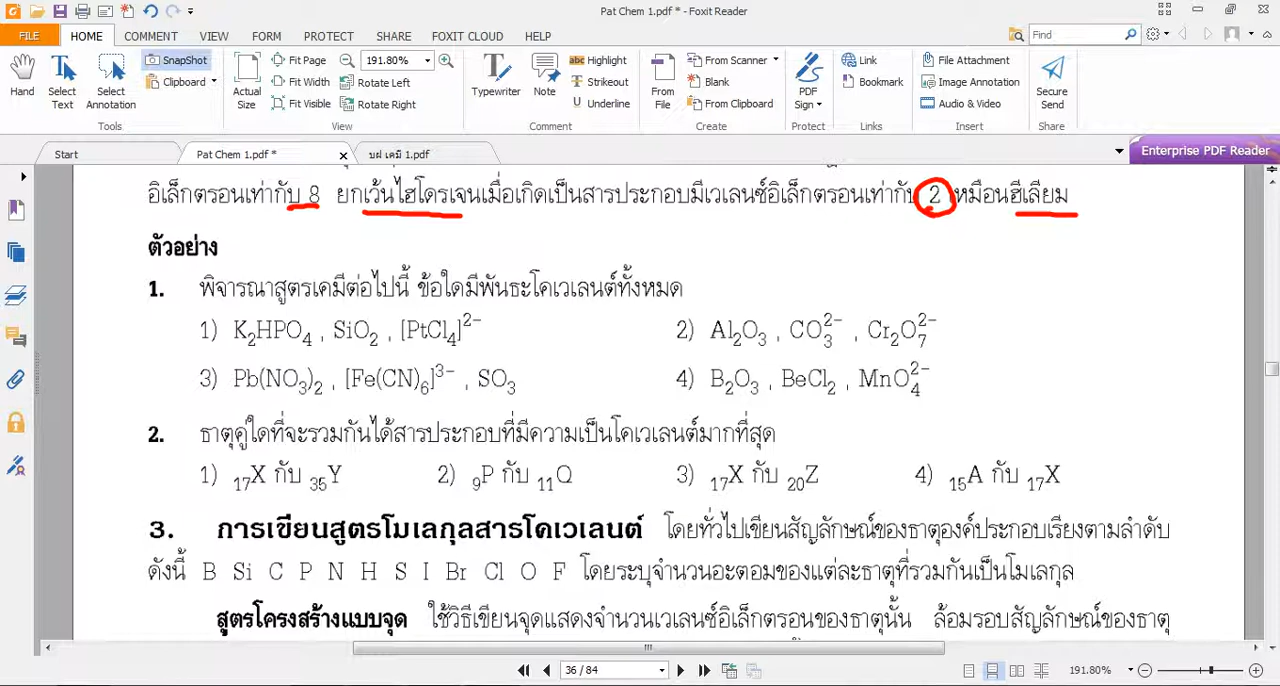 Pat Chem 1.pdf * - Foxit Reader
FILE HOME COMMENT VIEW FORM PROTECT SHARE FOXIT CLOUD HELP Find
SnapShot Fit Page 191.80% Highlight From Scanner Link File Attachment
Clipboard Fit Width Rotate Left Strikeout Blank Bookmark Image Annotation
Hand Select Text Select Annotation Actual Size Fit Visible Rotate Right Typewriter Note Underline From File From Clipboard PDF Sign Audio & Video Secure Send
Tools View Comment Create Protect Links Insert Share
Start Pat Chem 1.pdf * บฝ เคมี 1.pdf Enterprise PDF Reader
อิเล็กตรอนเท่ากับ 8 ยกเว้นไฮโดรเจนเมื่อเกิดเป็นสารประกอบมีเวเลนซ์อิเล็กตรอนเท่ากับ 2 เหมือนฮีเลียม
ตัวอย่าง
1. พิจารณาสูตรเคมีต่อไปนี้ ข้อใดมีพันธะโคเวเลนต์ทั้งหมด
1) K₂HPO₄ , SiO₂ , [PtCl₄]²⁻ 2) Al₂O₃ , CO₃²⁻ , Cr₂O₇²⁻
3) Pb(NO₃)₂ , [Fe(CN)₆]³⁻ , SO₃ 4) B₂O₃ , BeCl₂ , MnO₄²⁻
2. ธาตุคู่ใดที่จะรวมกันได้สารประกอบที่มีความเป็นโคเวเลนต์มากที่สุด
1) ₁₇X กับ ₃₅Y 2) ₉P กับ ₁₁Q 3) ₁₇X กับ ₂₀Z 4) ₁₅A กับ ₁₇X
3. การเขียนสูตรโมเลกุลสารโคเวเลนต์ โดยทั่วไปเขียนสัญลักษณ์ของธาตุองค์ประกอบเรียงตามลำดับ
ดังนี้ B Si C P N H S I Br Cl O F โดยระบุจำนวนอะตอมของแต่ละธาตุที่รวมกันเป็นโมเลกุล
สูตรโครงสร้างแบบจุด ใช้วิธีเขียนจุดแสดงจำนวนเวเลนซ์อิเล็กตรอนของธาตุนั้น ล้อมรอบสัญลักษณ์ของธาตุ
36 / 84 191.80%